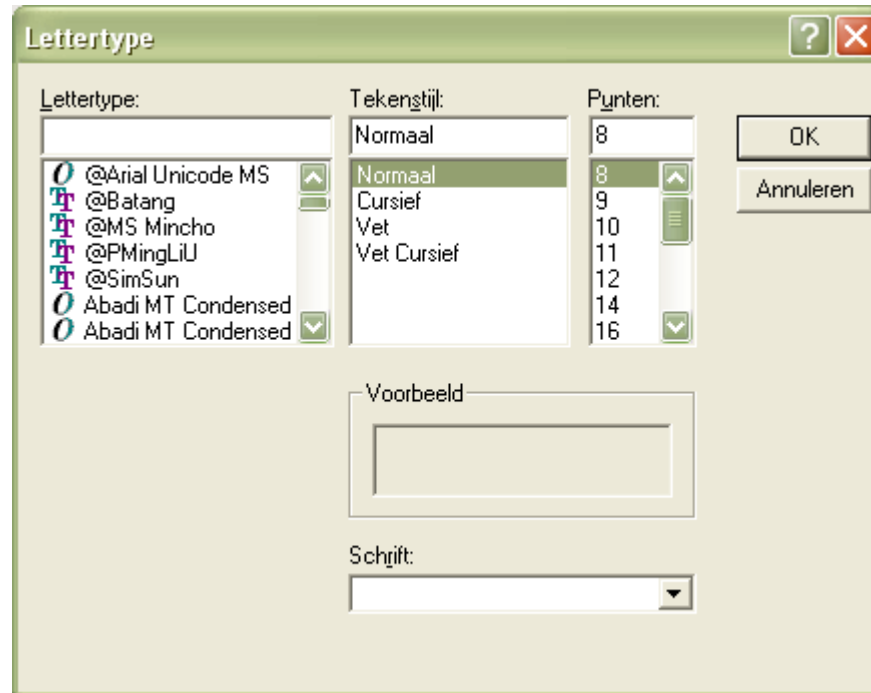 Lettertype
Lettertype:
@Arial Unicode MS
@Batang
@MS Mincho
@PMingLiU
@SimSun
Abadi MT Condensed
Abadi MT Condensed
Tekenstijl:
Normaal
Normaal
Cursief
Vet
Vet Cursief
Punten:
8
8
9
10
11
12
14
16
OK
Annuleren
Voorbeeld
Schrift: